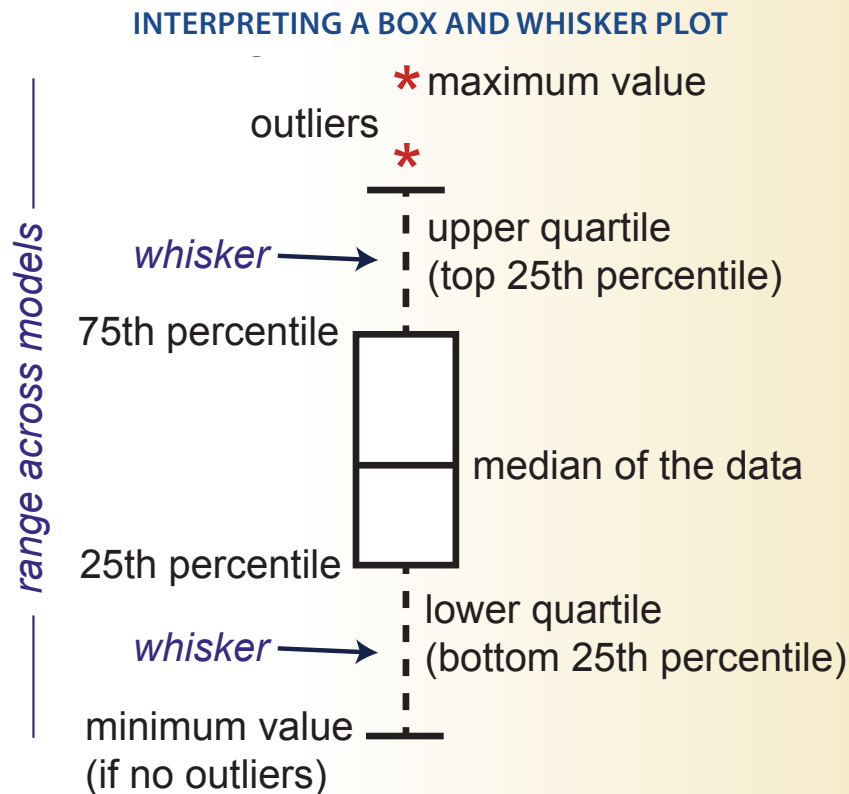 INTERPRETING A BOX AND WHISKER PLOT
* maximum value
outliers
*
whisker
upper quartile
(top 25th percentile)
75th percentile
range across models
median of the data
25th percentile
lower quartile
(bottom 25th percentile)
whisker
minimum value
(if no outliers)